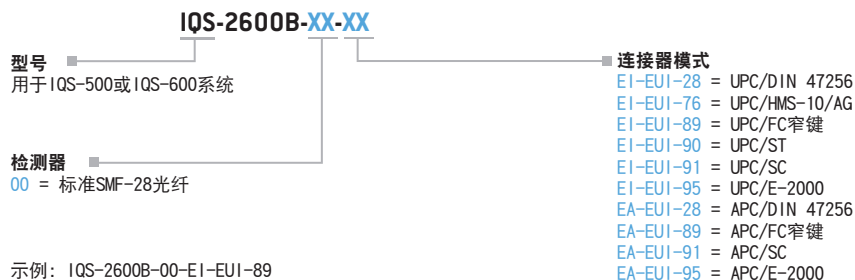 IQS-2600B-XX-XX
型号
用于IQS-500或IQS-600系统
检测器
00 = 标准SMF-28光纤
示例: IQS-2600B-00-EI-EUI-89
连接器模式
EI-EUI-28 = UPC/DIN 47256
EI-EUI-76 = UPC/HMS-10/AG
EI-EUI-89 = UPC/FC窄键
EI-EUI-90 = UPC/ST
EI-EUI-91 = UPC/SC
EI-EUI-95 = UPC/E-2000
EA-EUI-28 = APC/DIN 47256
EA-EUI-89 = APC/FC窄键
EA-EUI-91 = APC/SC
EA-EUI-95 = APC/E-2000